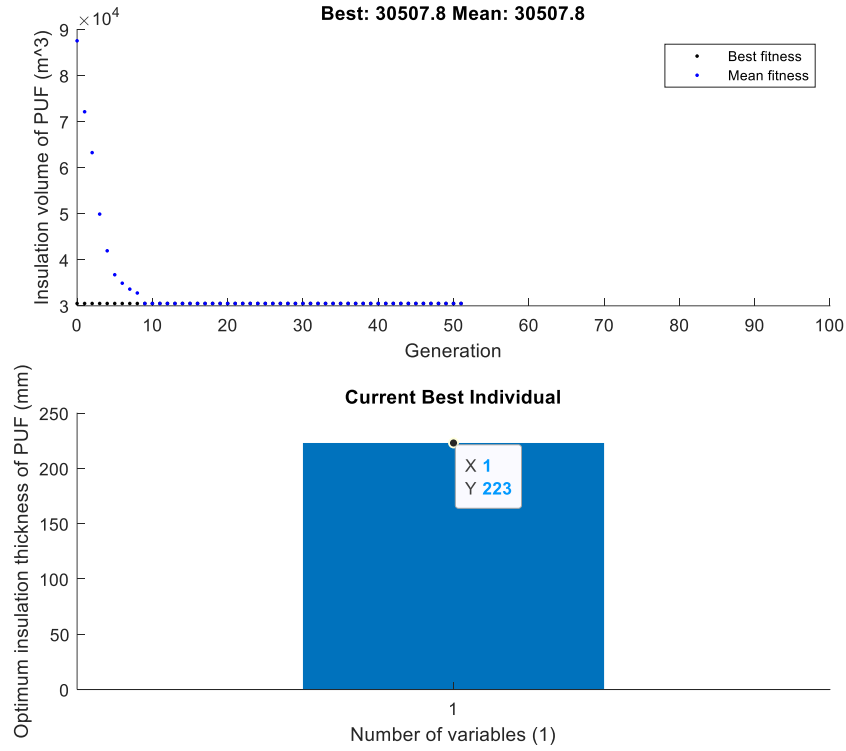 Best: 30507.8 Mean: 30507.8
×10^4
9
8
7
6
5
4
3
Insulation volume of PUF (m^3)
Best fitness
Mean fitness
0 10 20 30 40 50 60 70 80 90 100
Generation
Current Best Individual
250
200
150
100
50
0
Optimum insulation thickness of PUF (mm)
X 1
Y 223
1
Number of variables (1)